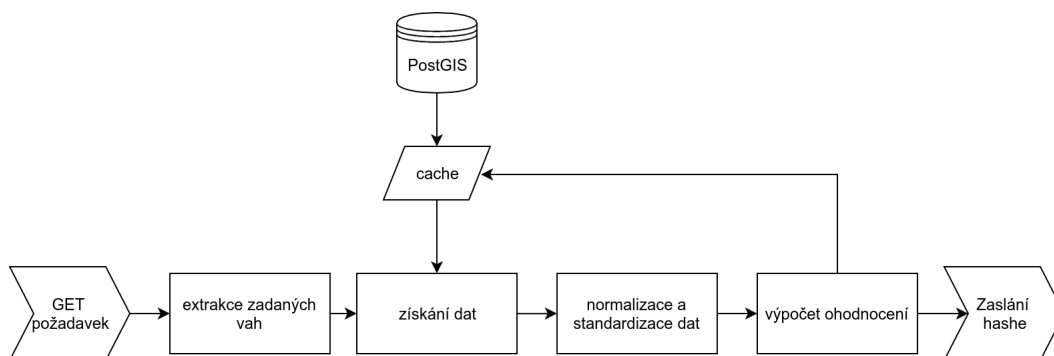 PostGIS
cache
GET
požadavek
extrakce zadaných
vah
získání dat
normalizace a
standardizace dat
výpočet ohodnocení
Zaslání
hashe